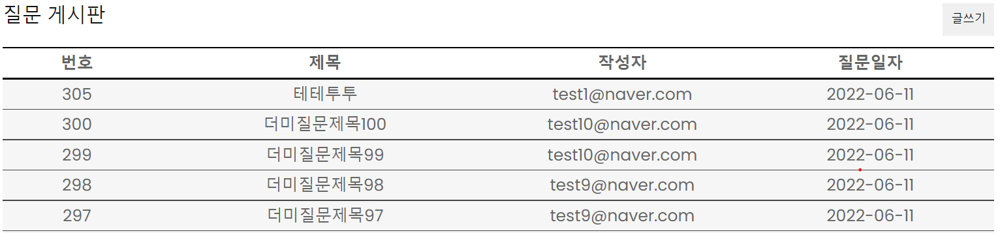 질문 게시판 글쓰기
번호 제목 작성자 질문일자
305 테테투투 test1@naver.com 2022-06-11
300 더미질문제목100 test10@naver.com 2022-06-11
299 더미질문제목99 test10@naver.com 2022-06-11
298 더미질문제목98 test9@naver.com 2022-06-11
297 더미질문제목97 test9@naver.com 2022-06-11